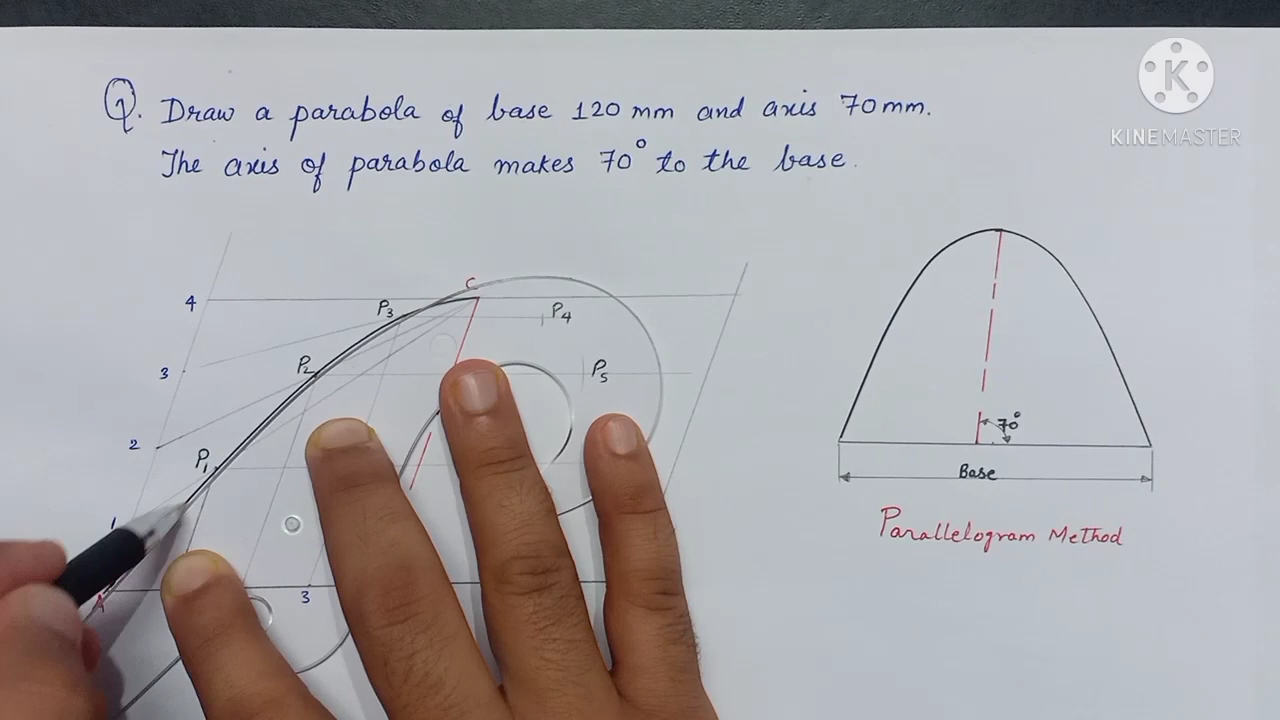 Q. Draw a parabola of base 120 mm and axis 70 mm.
The axis of parabola makes 70° to the base.
K
KINEMASTER
C
4
P3
P4
3
P2
P5
2
P1
1
A
3
70°
Base
Parallelogram Method